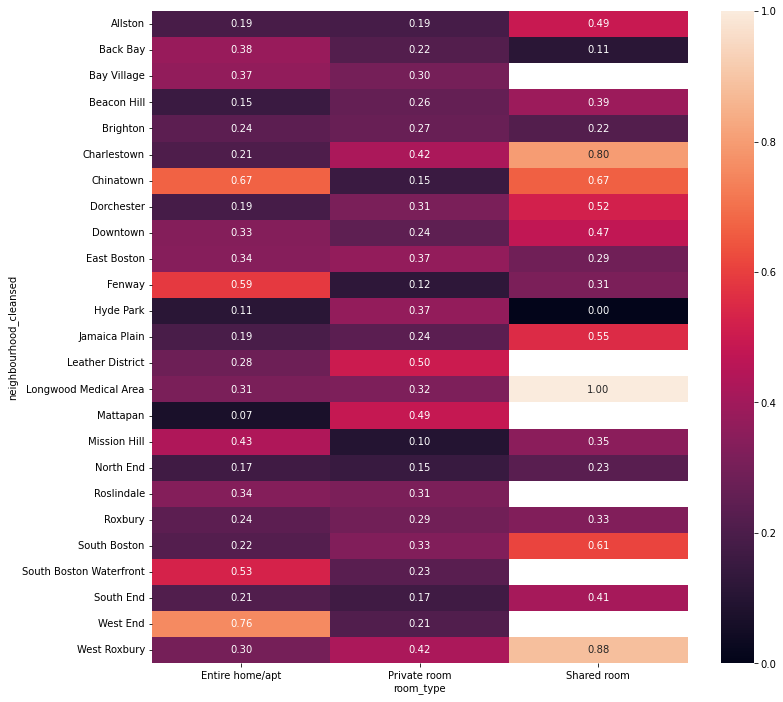 neighbourhood_cleansed
Allston 0.19 0.19 0.49
Back Bay 0.38 0.22 0.11
Bay Village 0.37 0.30
Beacon Hill 0.15 0.26 0.39
Brighton 0.24 0.27 0.22
Charlestown 0.21 0.42 0.80
Chinatown 0.67 0.15 0.67
Dorchester 0.19 0.31 0.52
Downtown 0.33 0.24 0.47
East Boston 0.34 0.37 0.29
Fenway 0.59 0.12 0.31
Hyde Park 0.11 0.37 0.00
Jamaica Plain 0.19 0.24 0.55
Leather District 0.28 0.50
Longwood Medical Area 0.31 0.32 1.00
Mattapan 0.07 0.49
Mission Hill 0.43 0.10 0.35
North End 0.17 0.15 0.23
Roslindale 0.34 0.31
Roxbury 0.24 0.29 0.33
South Boston 0.22 0.33 0.61
South Boston Waterfront 0.53 0.23
South End 0.21 0.17 0.41
West End 0.76 0.21
West Roxbury 0.30 0.42 0.88
Entire home/apt Private room Shared room
room_type
1.0
0.8
0.6
0.4
0.2
0.0